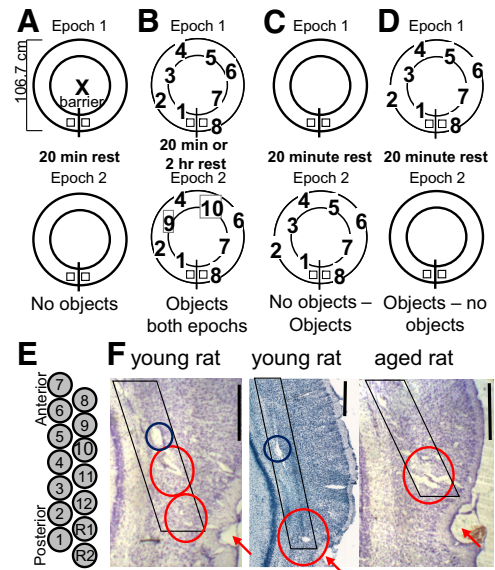 A B C D
Epoch 1 Epoch 1 Epoch 1 Epoch 1
106.7 cm
X
barrier
4 5 3 6 2 7 1 8
4 5 3 6 2 7 1 8
20 min rest
20 min or
2 hr rest
20 minute rest
20 minute rest
Epoch 2 Epoch 2 Epoch 2 Epoch 2
4 10 9 6 2 7 1 8
4 5 3 6 2 7 1 8
No objects
Objects
both epochs
No objects –
Objects
Objects – no
objects
E F young rat young rat aged rat
Anterior
Posterior
7
8
6
9
5
10
4
11
3
12
2
R1
1
R2